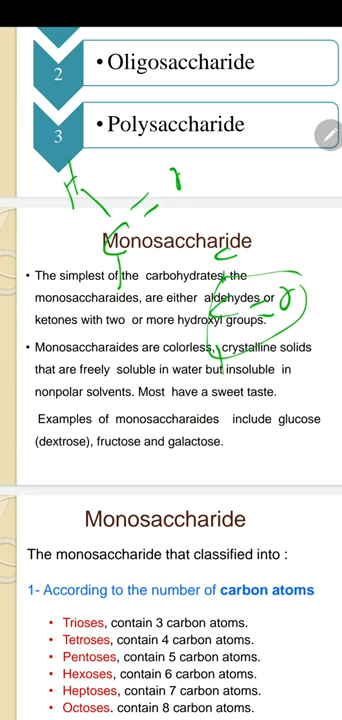 2
• Oligosaccharide
3
• Polysaccharide
H
= O
C
Monosaccharide
C
• The simplest of the carbohydrates, the
monosaccharaides, are either aldehydes or
= O
ketones with two or more hydroxyl groups.
• Monosaccharaides are colorless, crystalline solids
that are freely soluble in water but insoluble in
nonpolar solvents. Most have a sweet taste.
Examples of monosaccharaides include glucose
(dextrose), fructose and galactose.
Monosaccharide
The monosaccharide that classified into :
1- According to the number of carbon atoms
• Trioses, contain 3 carbon atoms.
• Tetroses, contain 4 carbon atoms.
• Pentoses, contain 5 carbon atoms.
• Hexoses, contain 6 carbon atoms.
• Heptoses, contain 7 carbon atoms.
• Octoses. contain 8 carbon atoms.